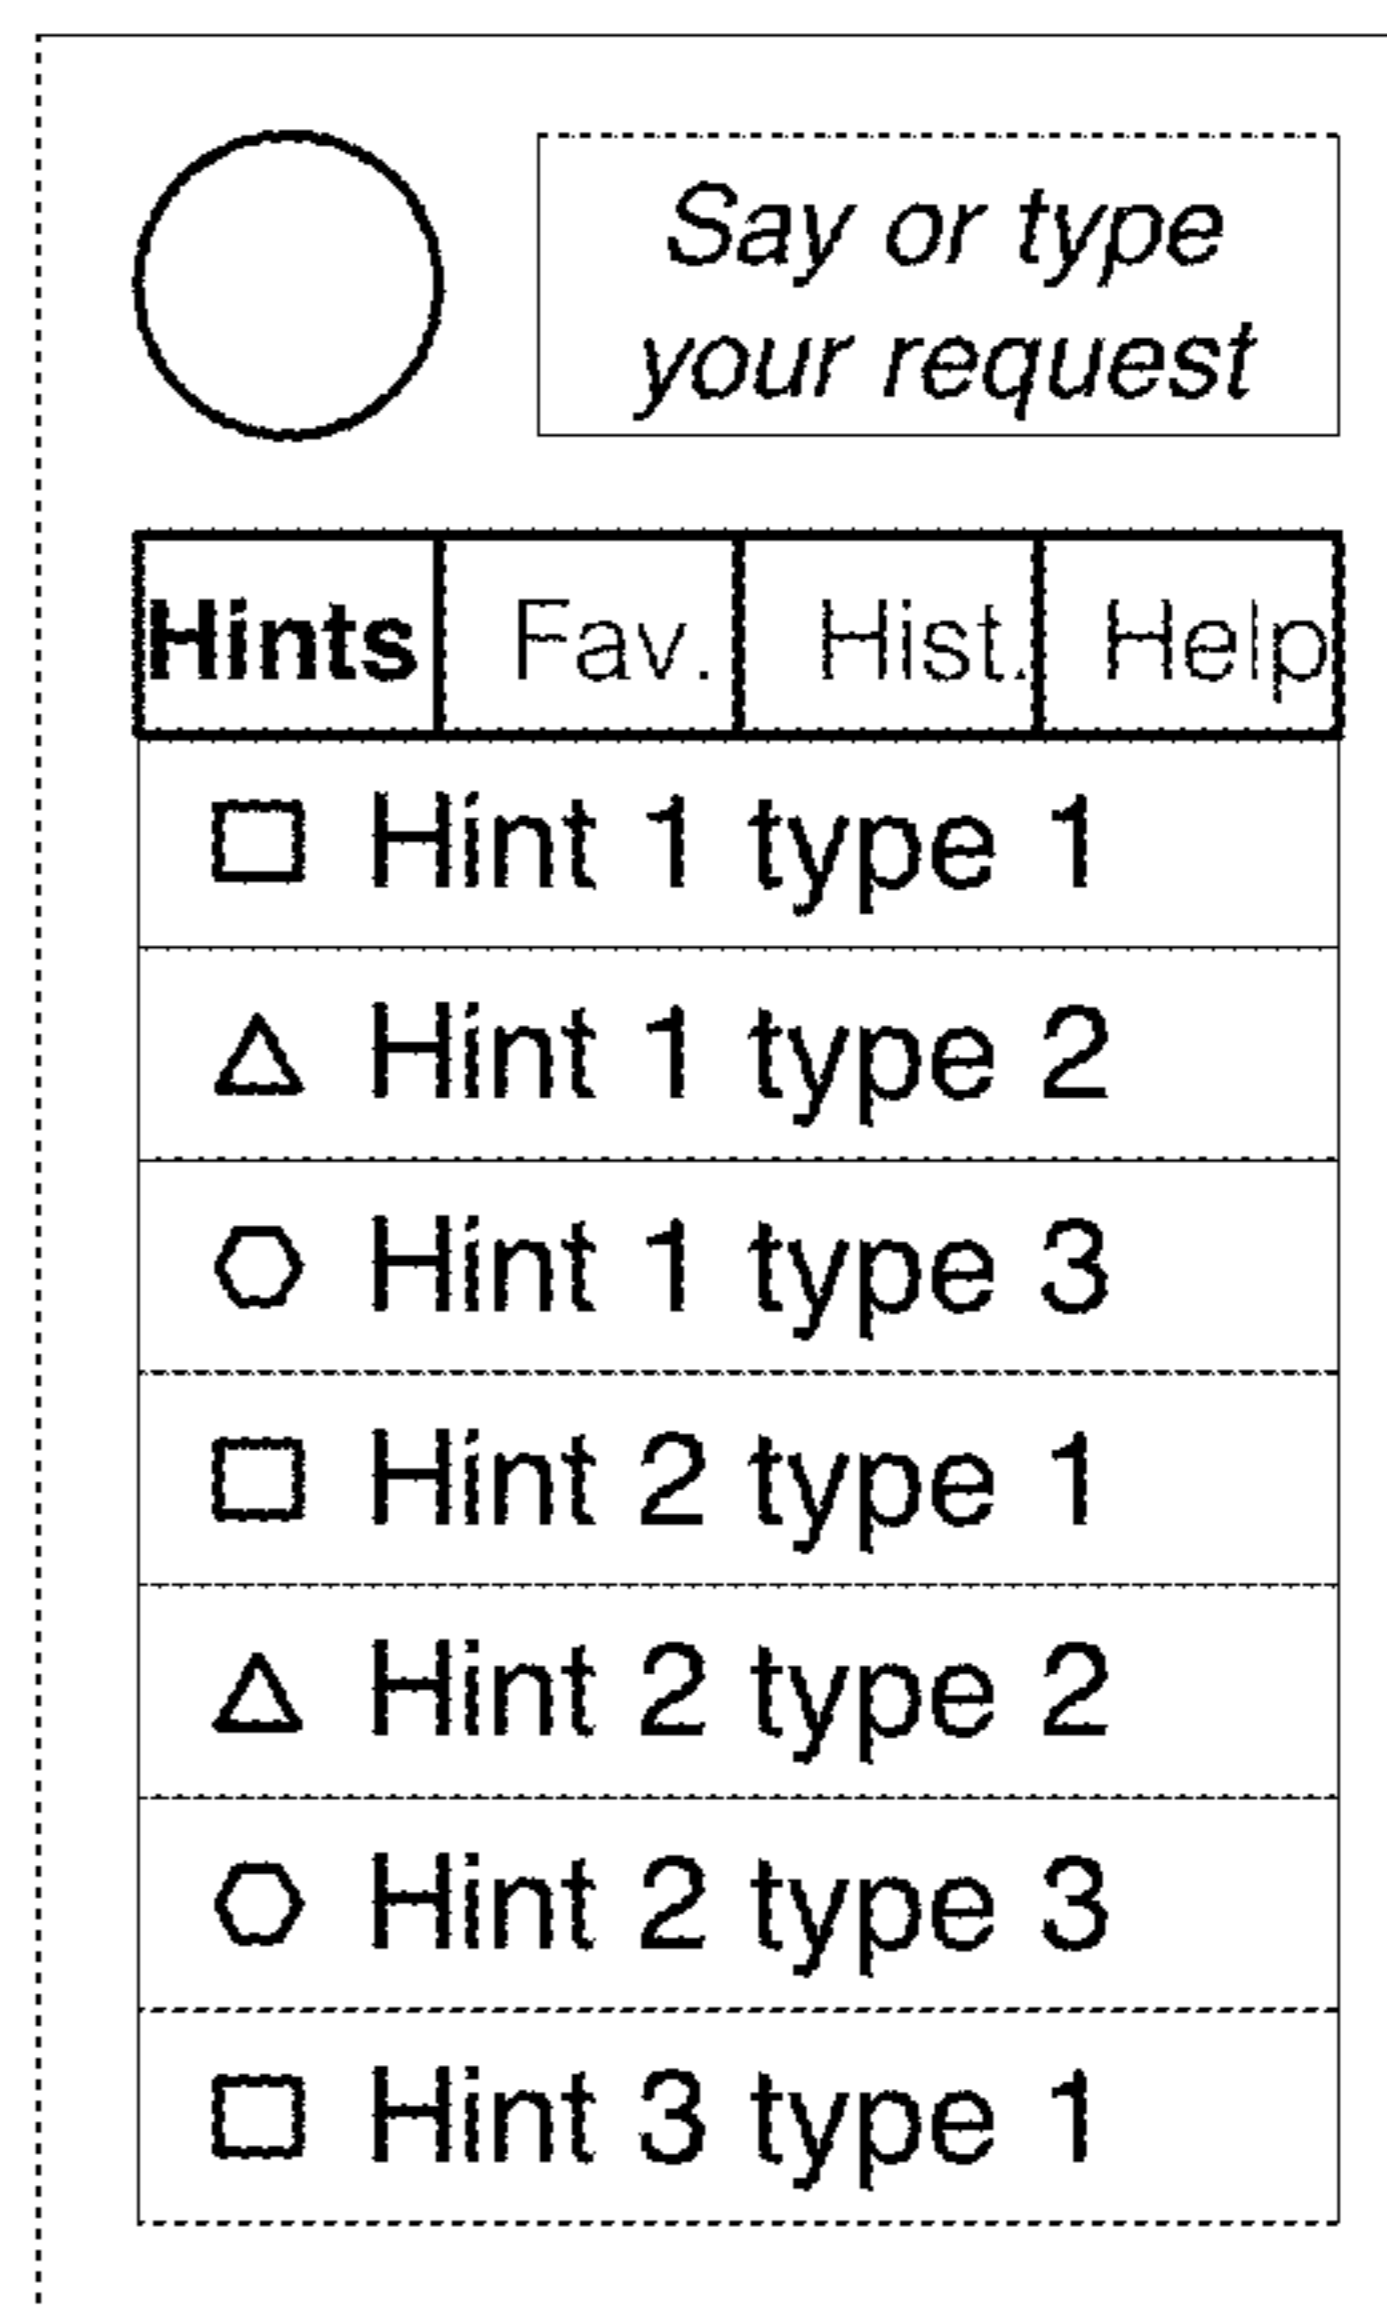 Say or type
your request
Hints Fav. Hist. Help
Hint 1 type 1
Hint 1 type 2
Hint 1 type 3
Hint 2 type 1
Hint 2 type 2
Hint 2 type 3
Hint 3 type 1